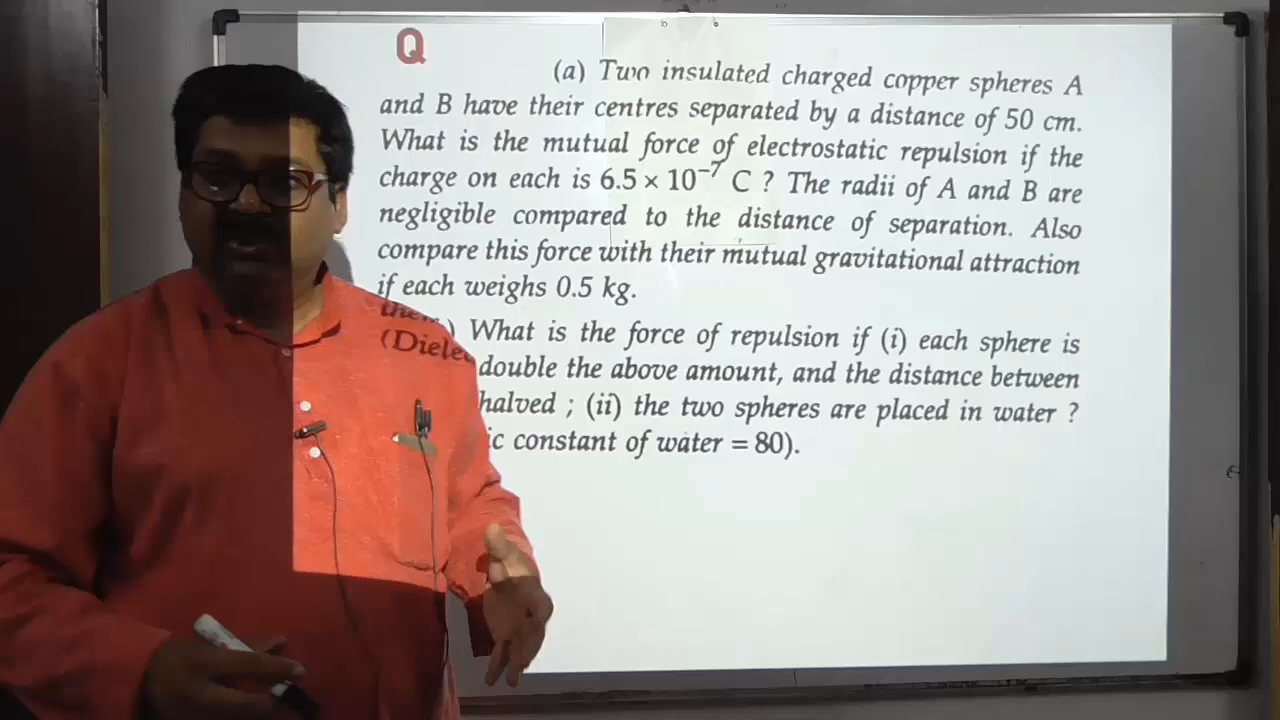 Q
(a) Two insulated charged copper spheres A
and B have their centres separated by a distance of 50 cm.
What is the mutual force of electrostatic repulsion if the
charge on each is 6.5 × 10⁻⁷ C ? The radii of A and B are
negligible compared to the distance of separation. Also
compare this force with their mutual gravitational attraction
if each weighs 0.5 kg.
) What is the force of repulsion if (i) each sphere is
double the above amount, and the distance between
them halved ; (ii) the two spheres are placed in water ?
(Dielec ic constant of water = 80).